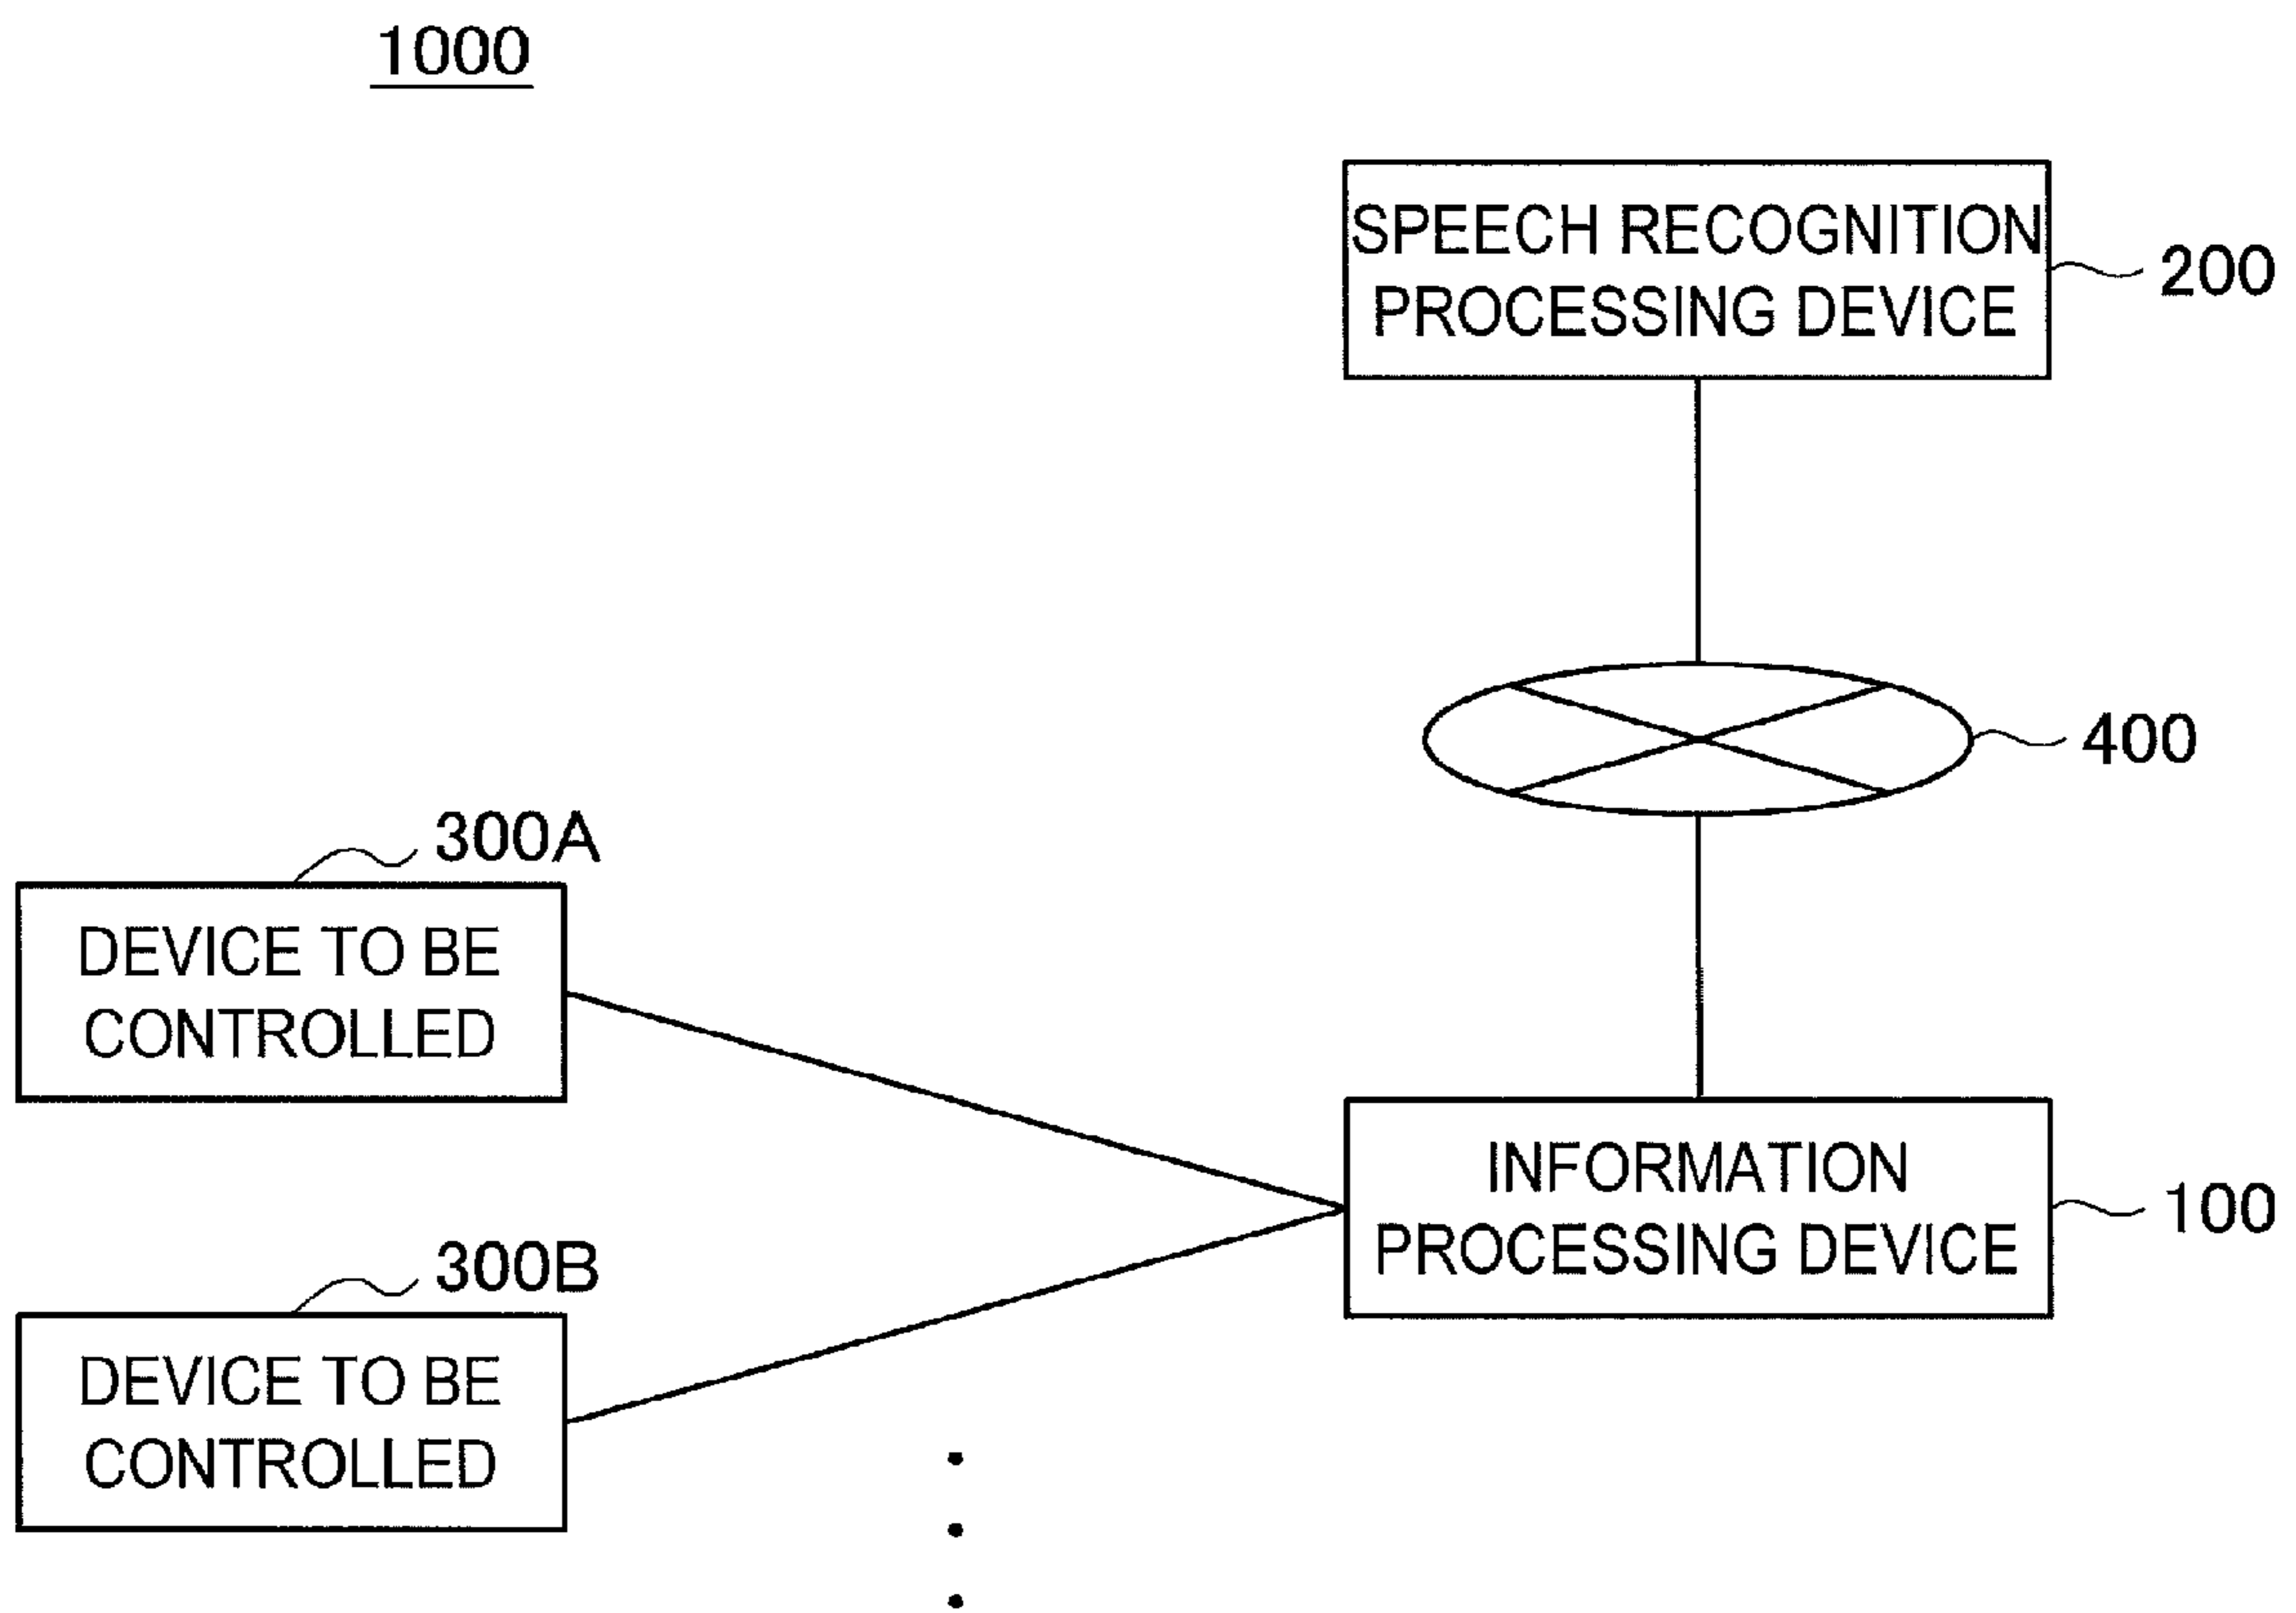 1000
SPEECH RECOGNITION
PROCESSING DEVICE
200
400
300A
DEVICE TO BE
CONTROLLED
INFORMATION
PROCESSING DEVICE
100
300B
DEVICE TO BE
CONTROLLED